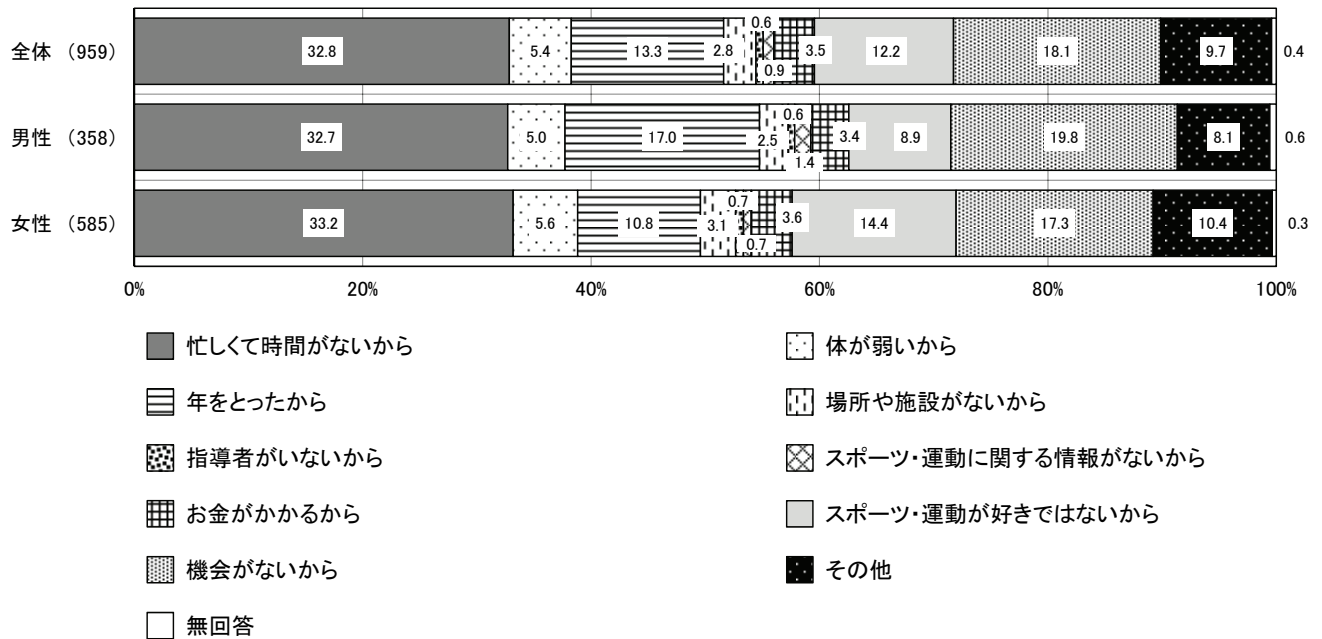 全体 (959) 32.8 5.4 13.3 2.8 0.6 0.9 3.5 12.2 18.1 9.7 0.4
男性 (358) 32.7 5.0 17.0 2.5 0.6 1.4 3.4 8.9 19.8 8.1 0.6
女性 (585) 33.2 5.6 10.8 3.1 0.7 0.7 3.6 14.4 17.3 10.4 0.3
0% 20% 40% 60% 80% 100%
忙しくて時間がないから 体が弱いから
年をとったから 場所や施設がないから
指導者がいないから スポーツ・運動に関する情報がないから
お金がかかるから スポーツ・運動が好きではないから
機会がないから その他
無回答